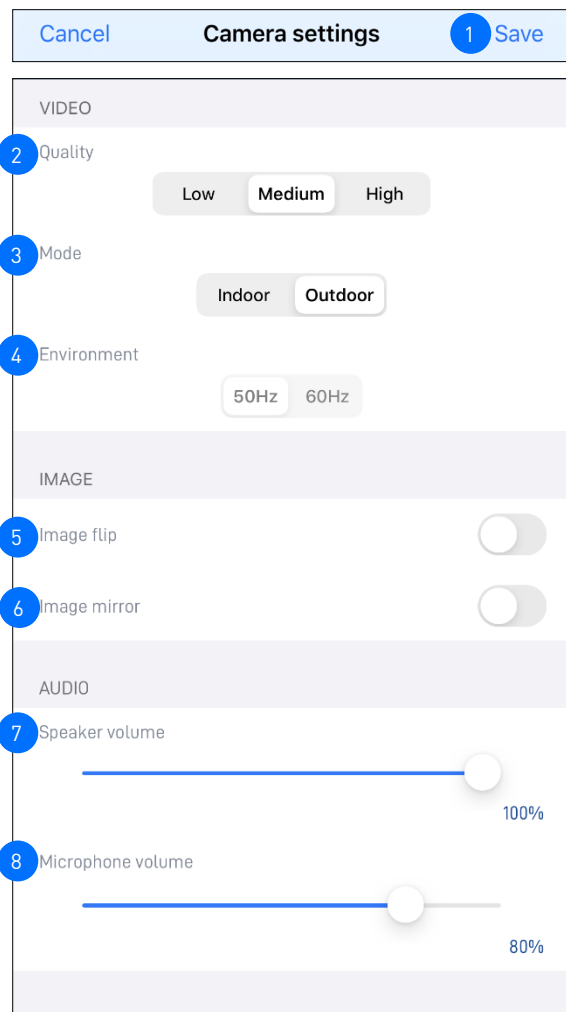 Cancel Camera settings 1 Save
VIDEO
2 Quality
Low Medium High
3 Mode
Indoor Outdoor
4 Environment
50Hz 60Hz
IMAGE
5 Image flip
6 Image mirror
AUDIO
7 Speaker volume
100%
8 Microphone volume
80%